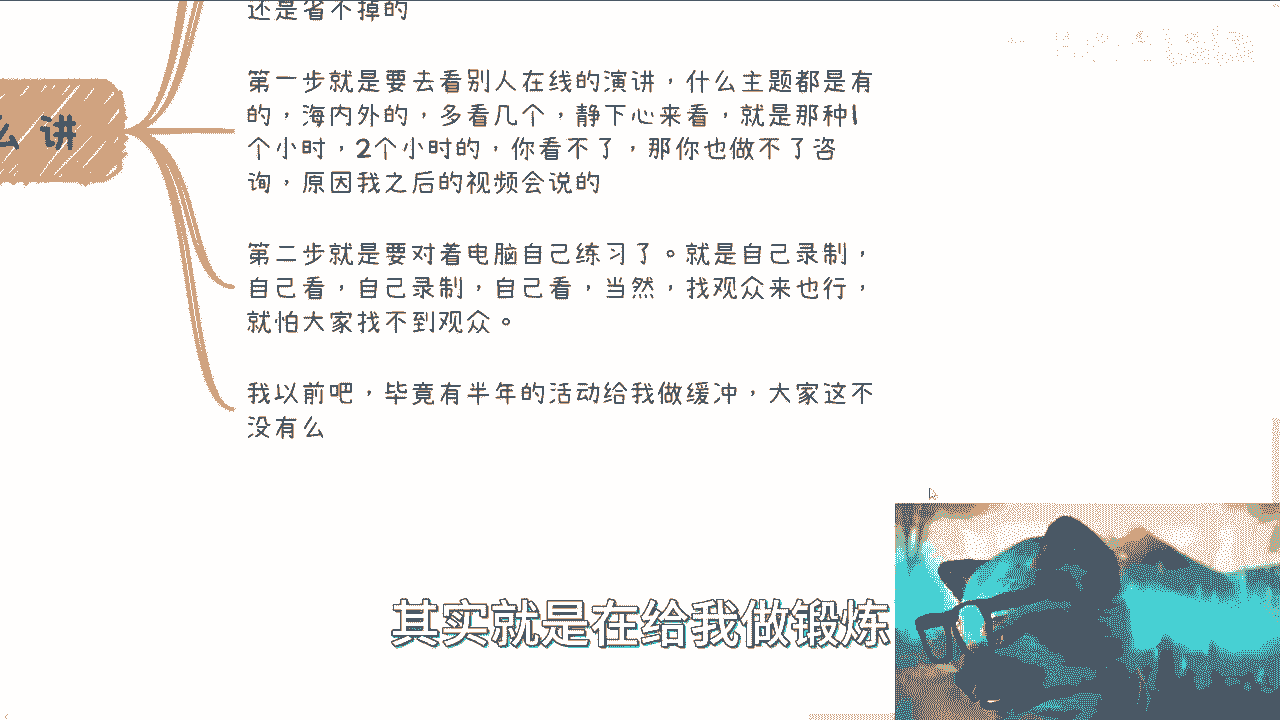 还是省不掉的
第一步就是要去看别人在线的演讲，什么主题都是有
的，海内外的，多看几个，静下心来看，就是那种1
个小时，2个小时的，你看不了，那你也做不了咨
询，原因我之后的视频会说的
么 讲
第二步就是要对着电脑自己练习了。就是自己录制，
自己看，自己录制，自己看，当然，找观众来也行，
就怕大家找不到观众。
我以前吧，毕竟有半年的活动给我做缓冲，大家这不
没有么
其实就是在给我做锻炼